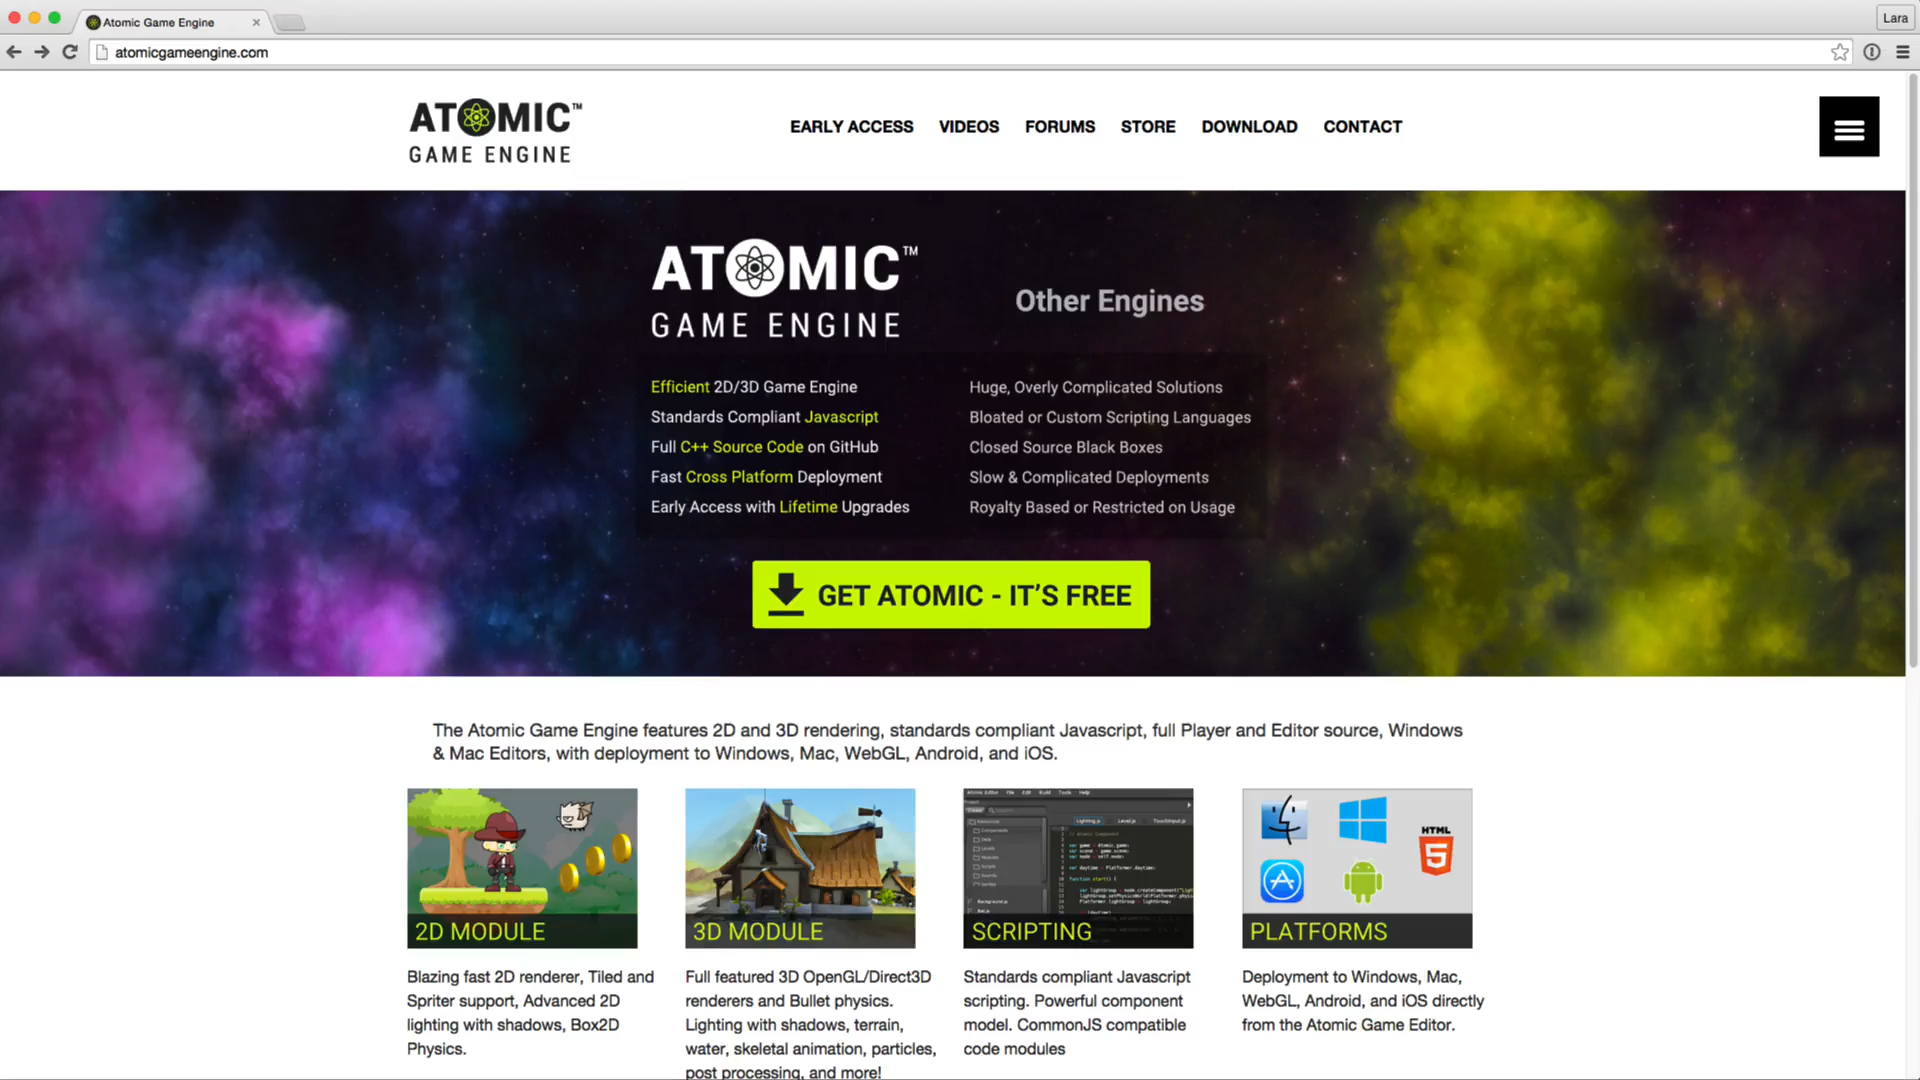 Atomic Game Engine
Lara
atomicgameengine.com
ATOMIC™
GAME ENGINE
EARLY ACCESS VIDEOS FORUMS STORE DOWNLOAD CONTACT
ATOMIC™
GAME ENGINE
Other Engines
Efficient 2D/3D Game Engine
Huge, Overly Complicated Solutions
Standards Compliant Javascript
Bloated or Custom Scripting Languages
Full C++ Source Code on GitHub
Closed Source Black Boxes
Fast Cross Platform Deployment
Slow & Complicated Deployments
Early Access with Lifetime Upgrades
Royalty Based or Restricted on Usage
GET ATOMIC - IT'S FREE
The Atomic Game Engine features 2D and 3D rendering, standards compliant Javascript, full Player and Editor source, Windows
& Mac Editors, with deployment to Windows, Mac, WebGL, Android, and iOS.
2D MODULE
Blazing fast 2D renderer, Tiled and
Spriter support, Advanced 2D
lighting with shadows, Box2D
Physics.
3D MODULE
Full featured 3D OpenGL/Direct3D
renderers and Bullet physics.
Lighting with shadows, terrain,
water, skeletal animation, particles,
post processing, and more!
SCRIPTING
Standards compliant Javascript
scripting. Powerful component
model. CommonJS compatible
code modules
HTML
5
PLATFORMS
Deployment to Windows, Mac,
WebGL, Android, and iOS directly
from the Atomic Game Editor.